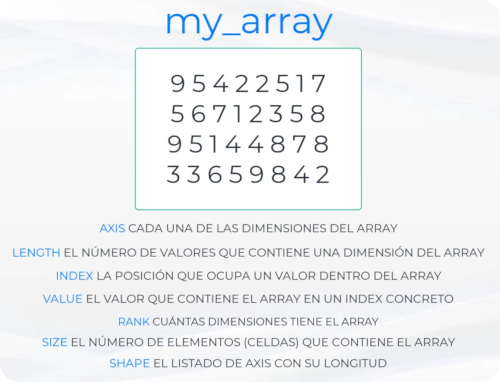 my_array
9 5 4 2 2 5 1 7
5 6 7 1 2 3 5 8
9 5 1 4 4 8 7 8
3 3 6 5 9 8 4 2
AXIS CADA UNA DE LAS DIMENSIONES DEL ARRAY
LENGTH EL NÚMERO DE VALORES QUE CONTIENE UNA DIMENSIÓN DEL ARRAY
INDEX LA POSICIÓN QUE OCUPA UN VALOR DENTRO DEL ARRAY
VALUE EL VALOR QUE CONTIENE EL ARRAY EN UN INDEX CONCRETO
RANK CUÁNTAS DIMENSIONES TIENE EL ARRAY
SIZE EL NÚMERO DE ELEMENTOS (CELDAS) QUE CONTIENE EL ARRAY
SHAPE EL LISTADO DE AXIS CON SU LONGITUD